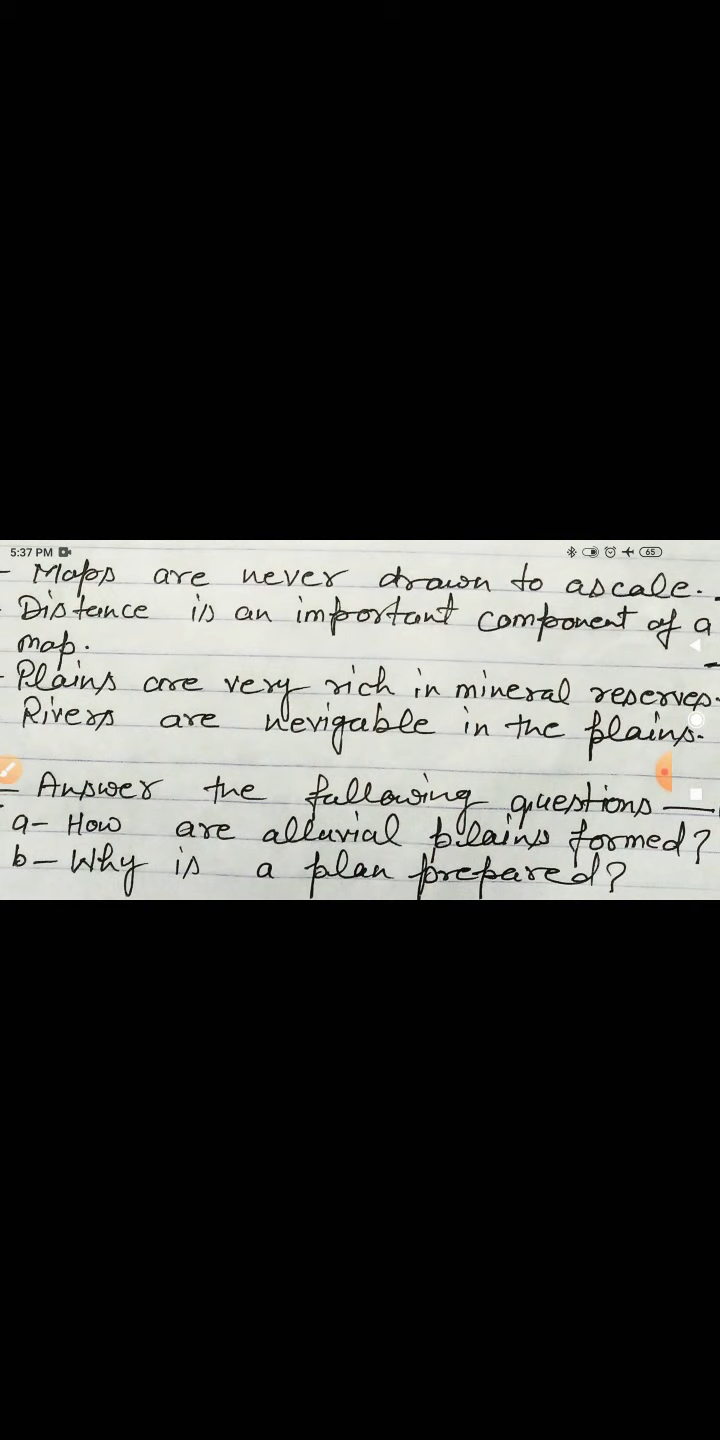 5:37 PM
65
- Maps are never drawn to a scale.
- Distance is an important component of a
map.
- Plains are very rich in mineral reserves.
Rivers are nevigable in the plains.
- Answer the following questions —
a- How are alluvial plains formed?
b- Why is a plan prepared?